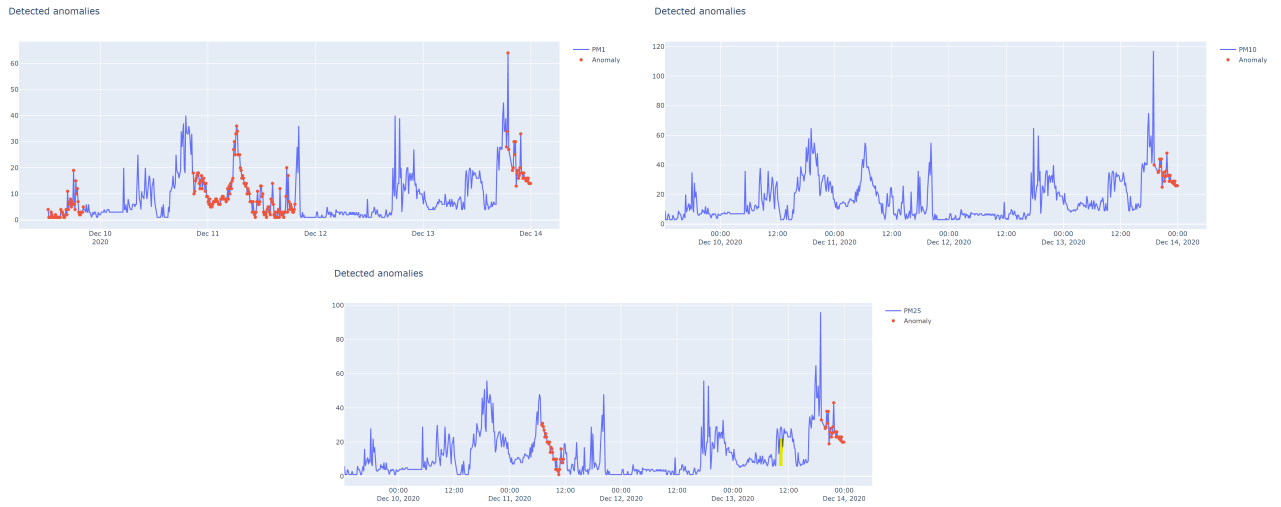 Detected anomalies
PM1
Anomaly
60
50
40
30
20
10
0
Dec 10
2020
Dec 11
Dec 12
Dec 13
Dec 14
Detected anomalies
PM10
Anomaly
120
100
80
60
40
20
0
00:00
Dec 10, 2020
12:00
00:00
Dec 11, 2020
12:00
00:00
Dec 12, 2020
12:00
00:00
Dec 13, 2020
12:00
00:00
Dec 14, 2020
Detected anomalies
PM25
Anomaly
100
80
60
40
20
0
00:00
Dec 10, 2020
12:00
00:00
Dec 11, 2020
12:00
00:00
Dec 12, 2020
12:00
00:00
Dec 13, 2020
12:00
00:00
Dec 14, 2020